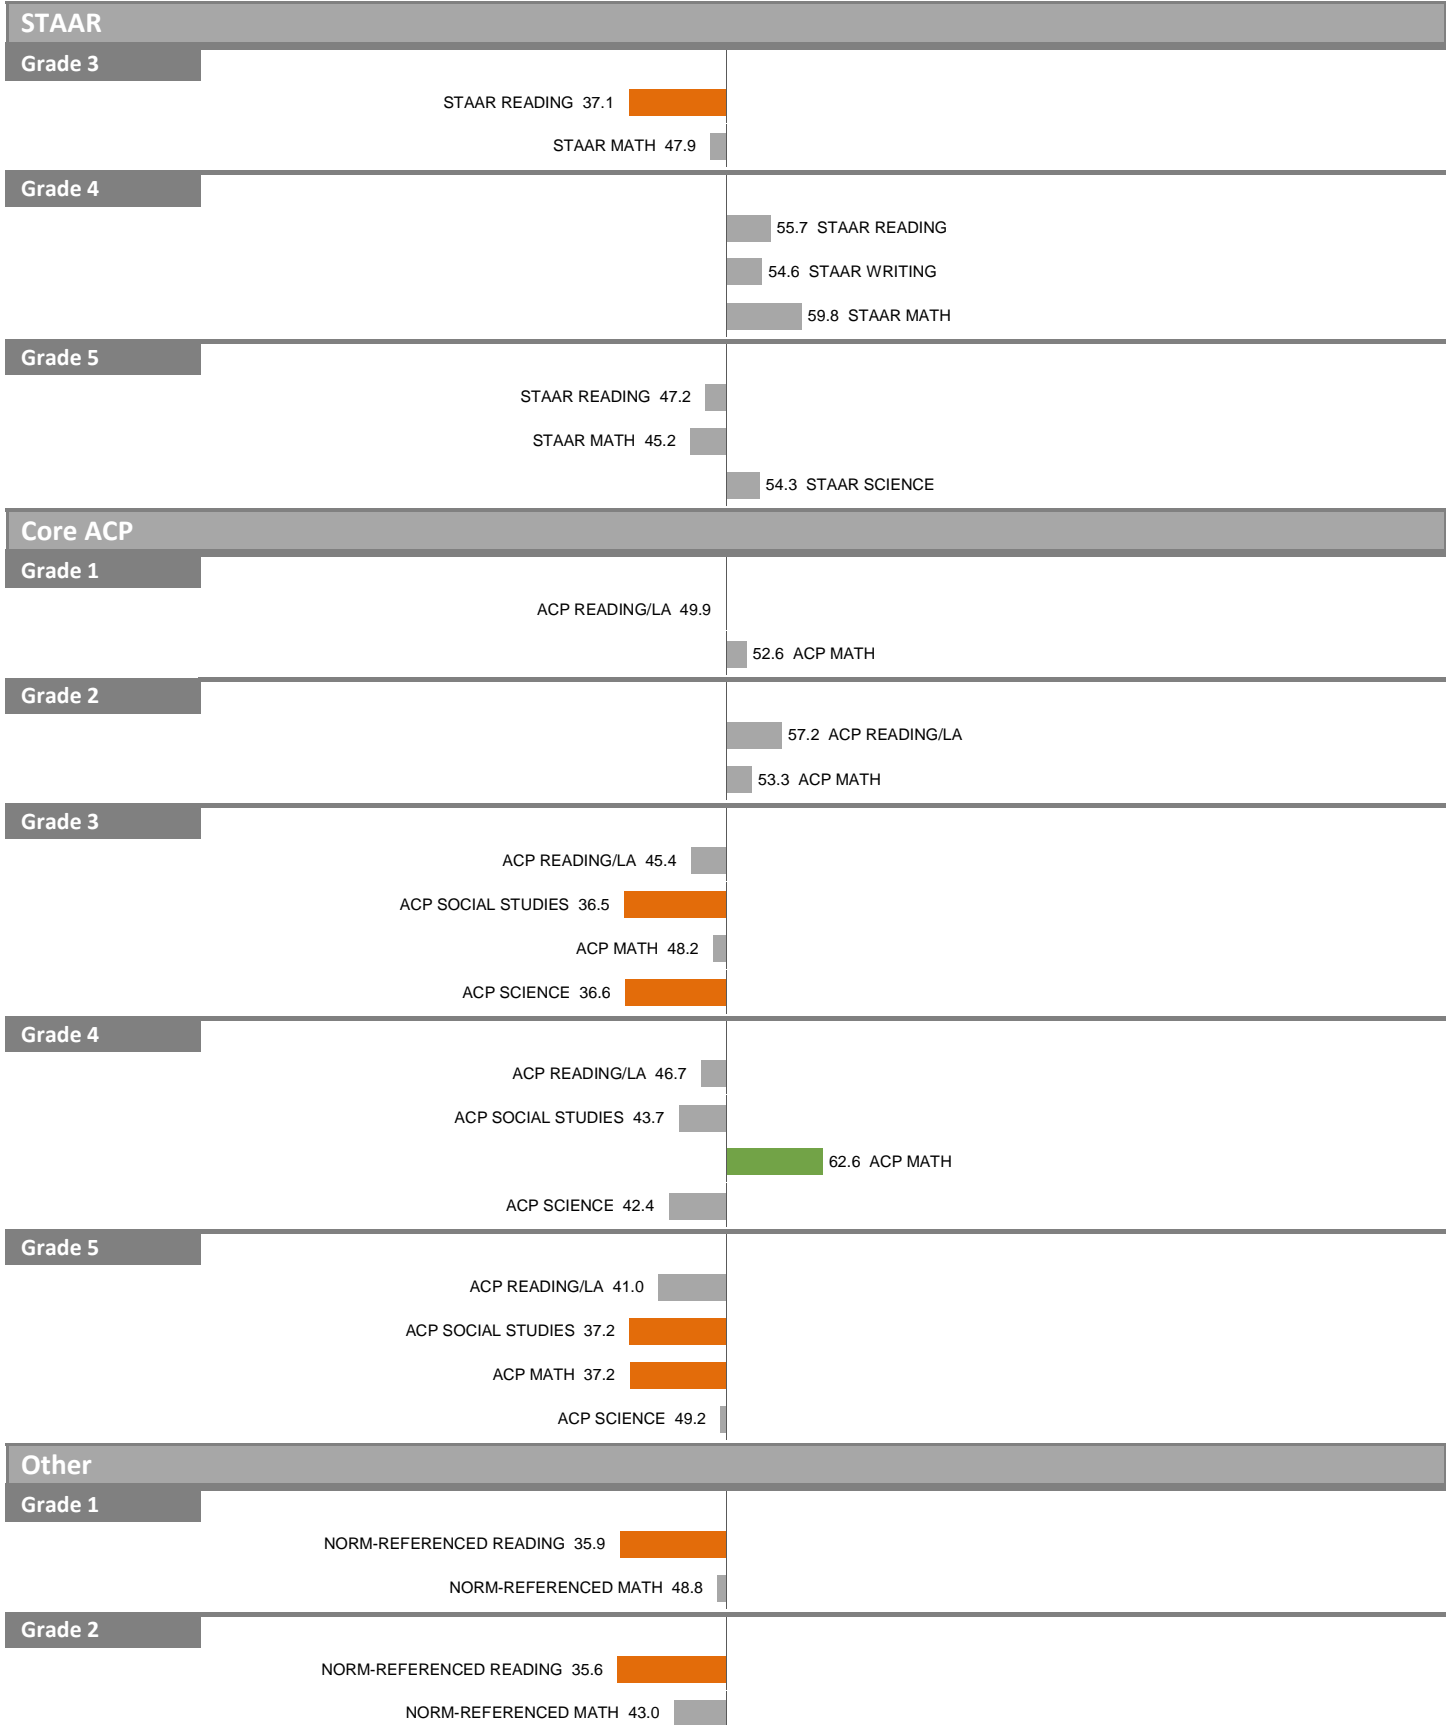 STAAR
Grade 3
STAAR READING 37.1
STAAR MATH 47.9
Grade 4
55.7 STAAR READING
54.6 STAAR WRITING
59.8 STAAR MATH
Grade 5
STAAR READING 47.2
STAAR MATH 45.2
54.3 STAAR SCIENCE
Core ACP
Grade 1
ACP READING/LA 49.9
52.6 ACP MATH
Grade 2
57.2 ACP READING/LA
53.3 ACP MATH
Grade 3
ACP READING/LA 45.4
ACP SOCIAL STUDIES 36.5
ACP MATH 48.2
ACP SCIENCE 36.6
Grade 4
ACP READING/LA 46.7
ACP SOCIAL STUDIES 43.7
62.6 ACP MATH
ACP SCIENCE 42.4
Grade 5
ACP READING/LA 41.0
ACP SOCIAL STUDIES 37.2
ACP MATH 37.2
ACP SCIENCE 49.2
Other
Grade 1
NORM-REFERENCED READING 35.9
NORM-REFERENCED MATH 48.8
Grade 2
NORM-REFERENCED READING 35.6
NORM-REFERENCED MATH 43.0